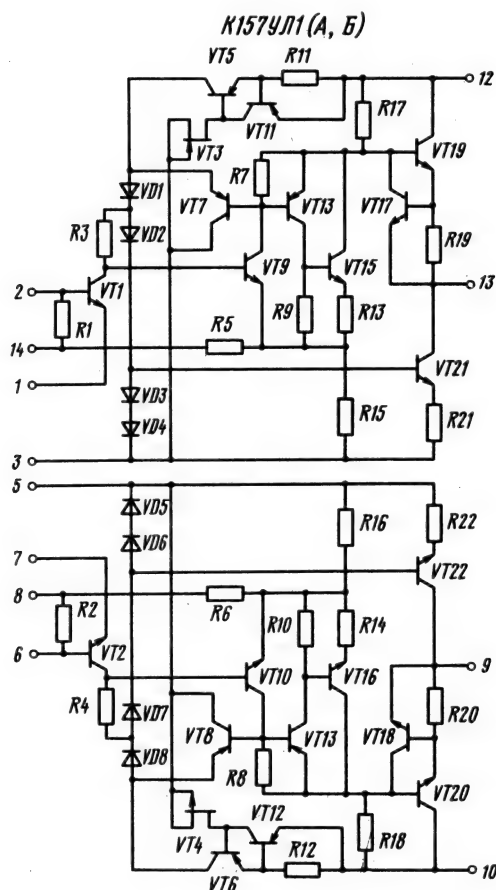 К157УЛ1 (А, Б)
VT5
R11
12
VT3
VT11
R17
VT19
VD1
R7
VT7
VT13
VT17
R3
VD2
R19
2
VT1
VT9
VT15
13
R1
R9
R13
R5
14
1
VD3
VT21
VD4
R15
R21
3
5
VD5
R16
R22
7
VD6
VT22
8
R2
R6
R10
R14
6
VT2
VT10
VT16
9
R4
VD7
VT8
VT13
VT18
R20
VD8
R8
VT20
VT4
VT12
R18
R12
VT6
10